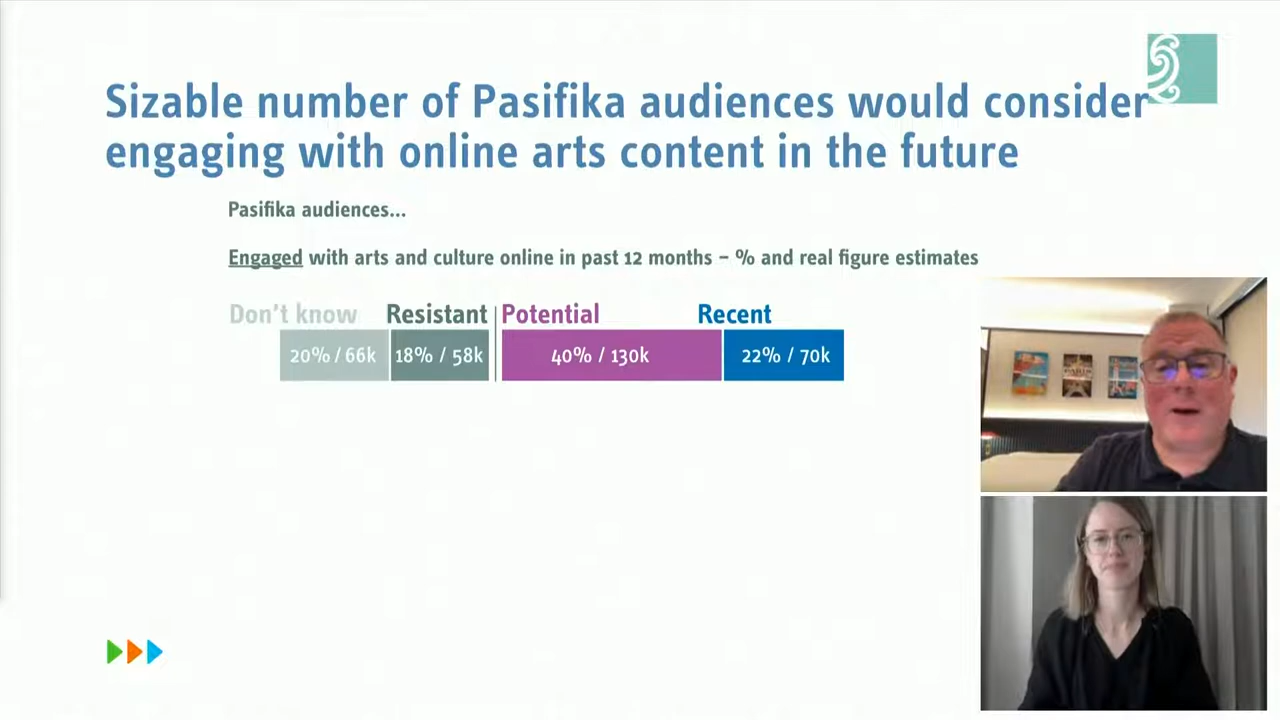 Sizable number of Pasifika audiences would consider
engaging with online arts content in the future
Pasifika audiences...
Engaged with arts and culture online in past 12 months – % and real figure estimates
Don't know Resistant Potential Recent
20% / 66k 18% / 58k 40% / 130k 22% / 70k